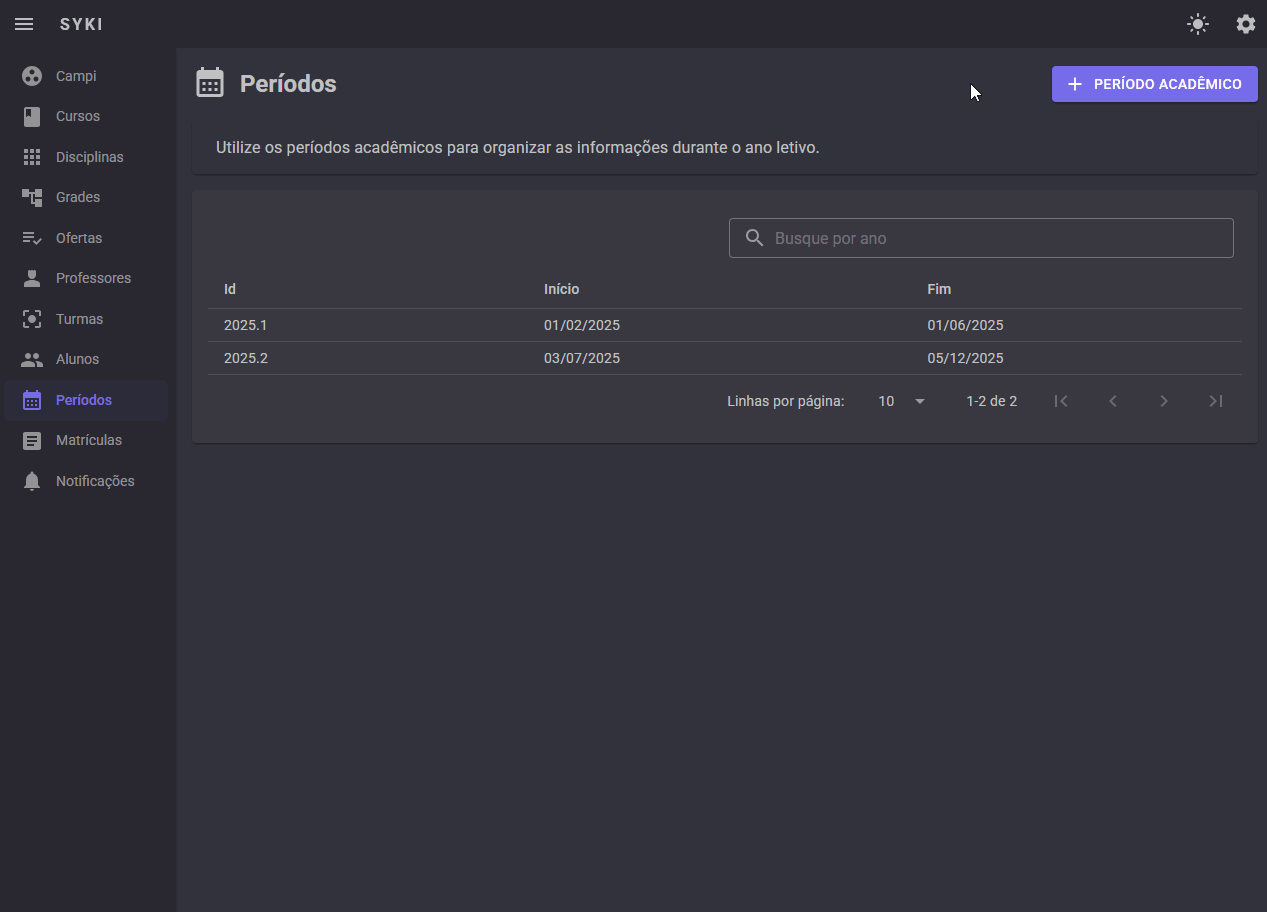 SYKI
Campi
Cursos
Disciplinas
Grades
Ofertas
Professores
Turmas
Alunos
Períodos
Matrículas
Notificações
Períodos
PERÍODO ACADÊMICO
Utilize os períodos acadêmicos para organizar as informações durante o ano letivo.
Busque por ano
Id Início Fim
2025.1 01/02/2025 01/06/2025
2025.2 03/07/2025 05/12/2025
Linhas por página: 10 1-2 de 2